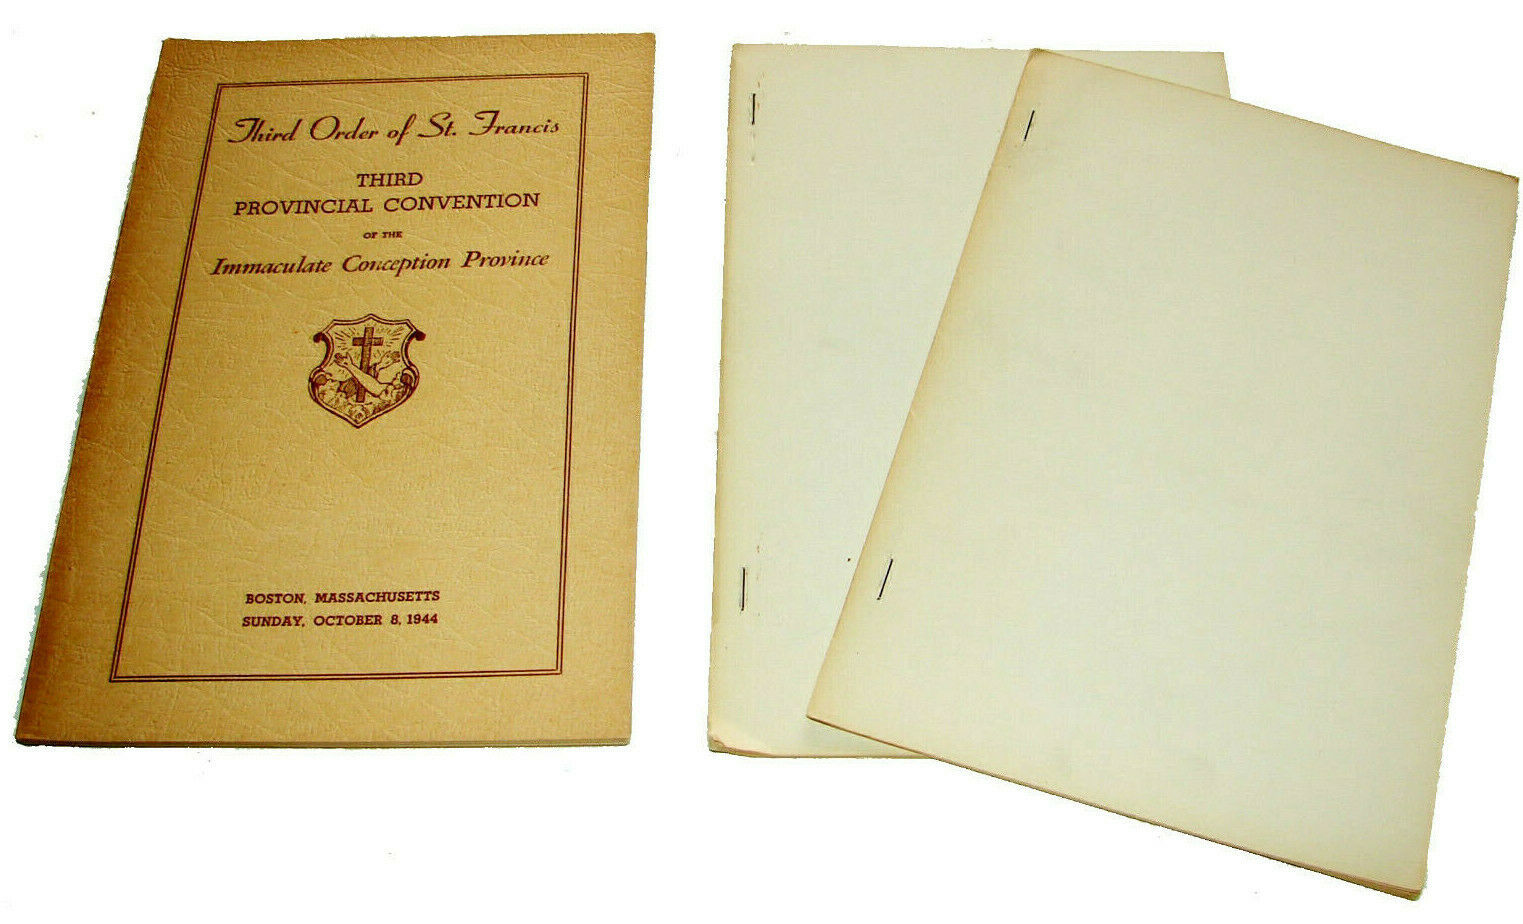 Third Order of St. Francis
THIRD
PROVINCIAL CONVENTION
OF THE
Immaculate Conception Province
BOSTON, MASSACHUSETTS
SUNDAY, OCTOBER 8, 1944